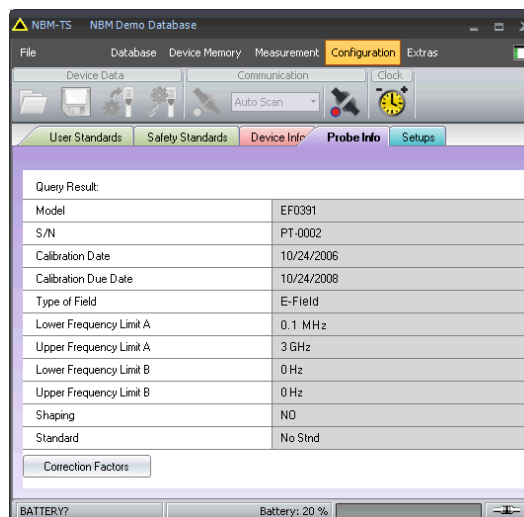 NBM-TS NBM Demo Database
File Database Device Memory Measurement Configuration Extras
Device Data Communication Clock
Auto Scan
User Standards Safety Standards Device Info Probe Info Setups
Query Result:
Model EF0391
S/N PT-0002
Calibration Date 10/24/2006
Calibration Due Date 10/24/2008
Type of Field E-Field
Lower Frequency Limit A 0.1 MHz
Upper Frequency Limit A 3 GHz
Lower Frequency Limit B 0 Hz
Upper Frequency Limit B 0 Hz
Shaping NO
Standard No Stnd
Correction Factors
BATTERY? Battery: 20 %